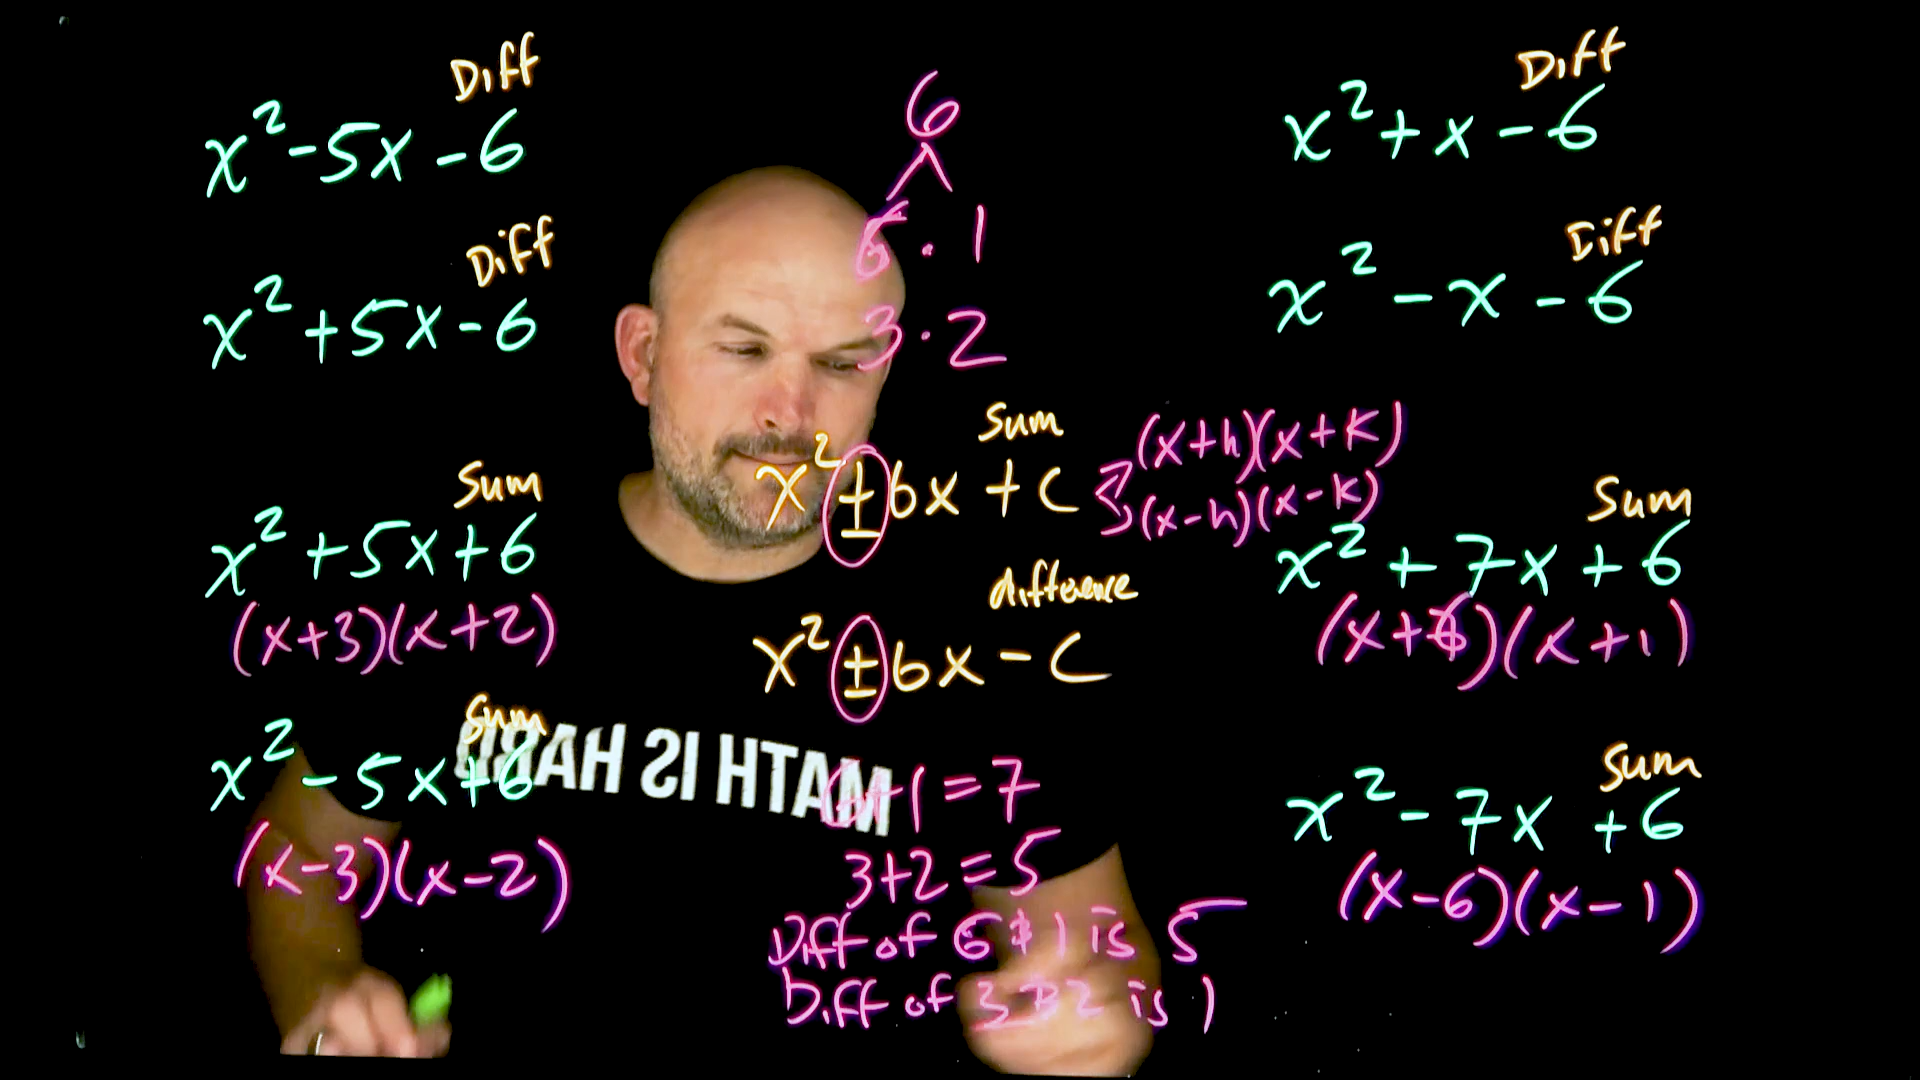 Diff
x² - 5x - 6
Diff
x² + 5x - 6
Sum
x² + 5x + 6
(x+3)(x+2)
Sum
x² - 5x + 6
(x-3)(x-2)
6
6 · 1
3 · 2
Sum
x² ± 6x + C
(x+h)(x+k)
(x-h)(x-k)
difference
x² ± 6x - C
MATH IS HARD
6+1=7
3+2=5
Diff of 6 & 1 is 5
Diff of 3 & 2 is 1
Diff
x² + x - 6
Diff
x² - x - 6
Sum
x² + 7x + 6
(x+6)(x+1)
Sum
x² - 7x + 6
(x-6)(x-1)